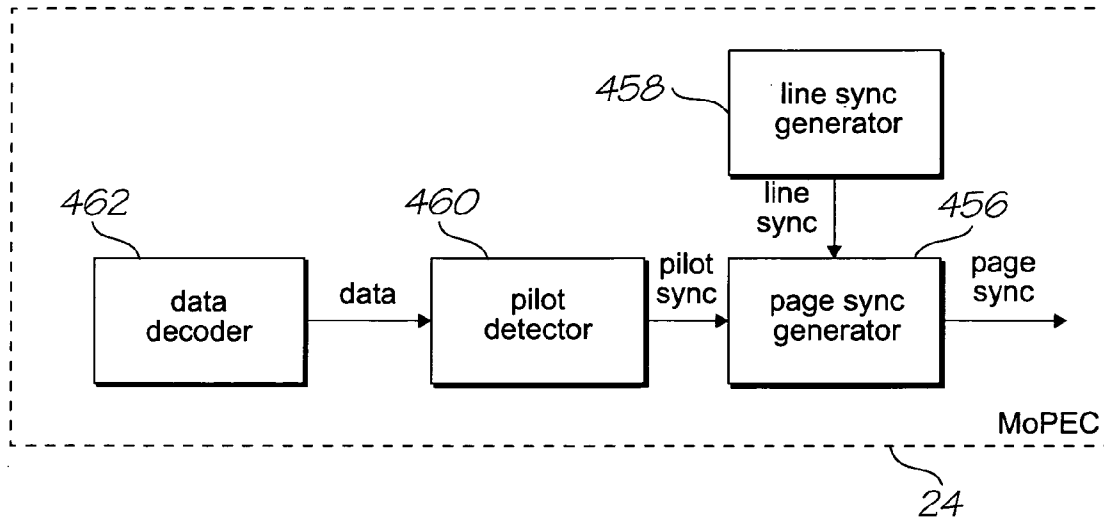 458
line sync
generator
line
sync
462
460
456
data
decoder
data
pilot
detector
pilot
sync
page sync
generator
page
sync
MoPEC
24